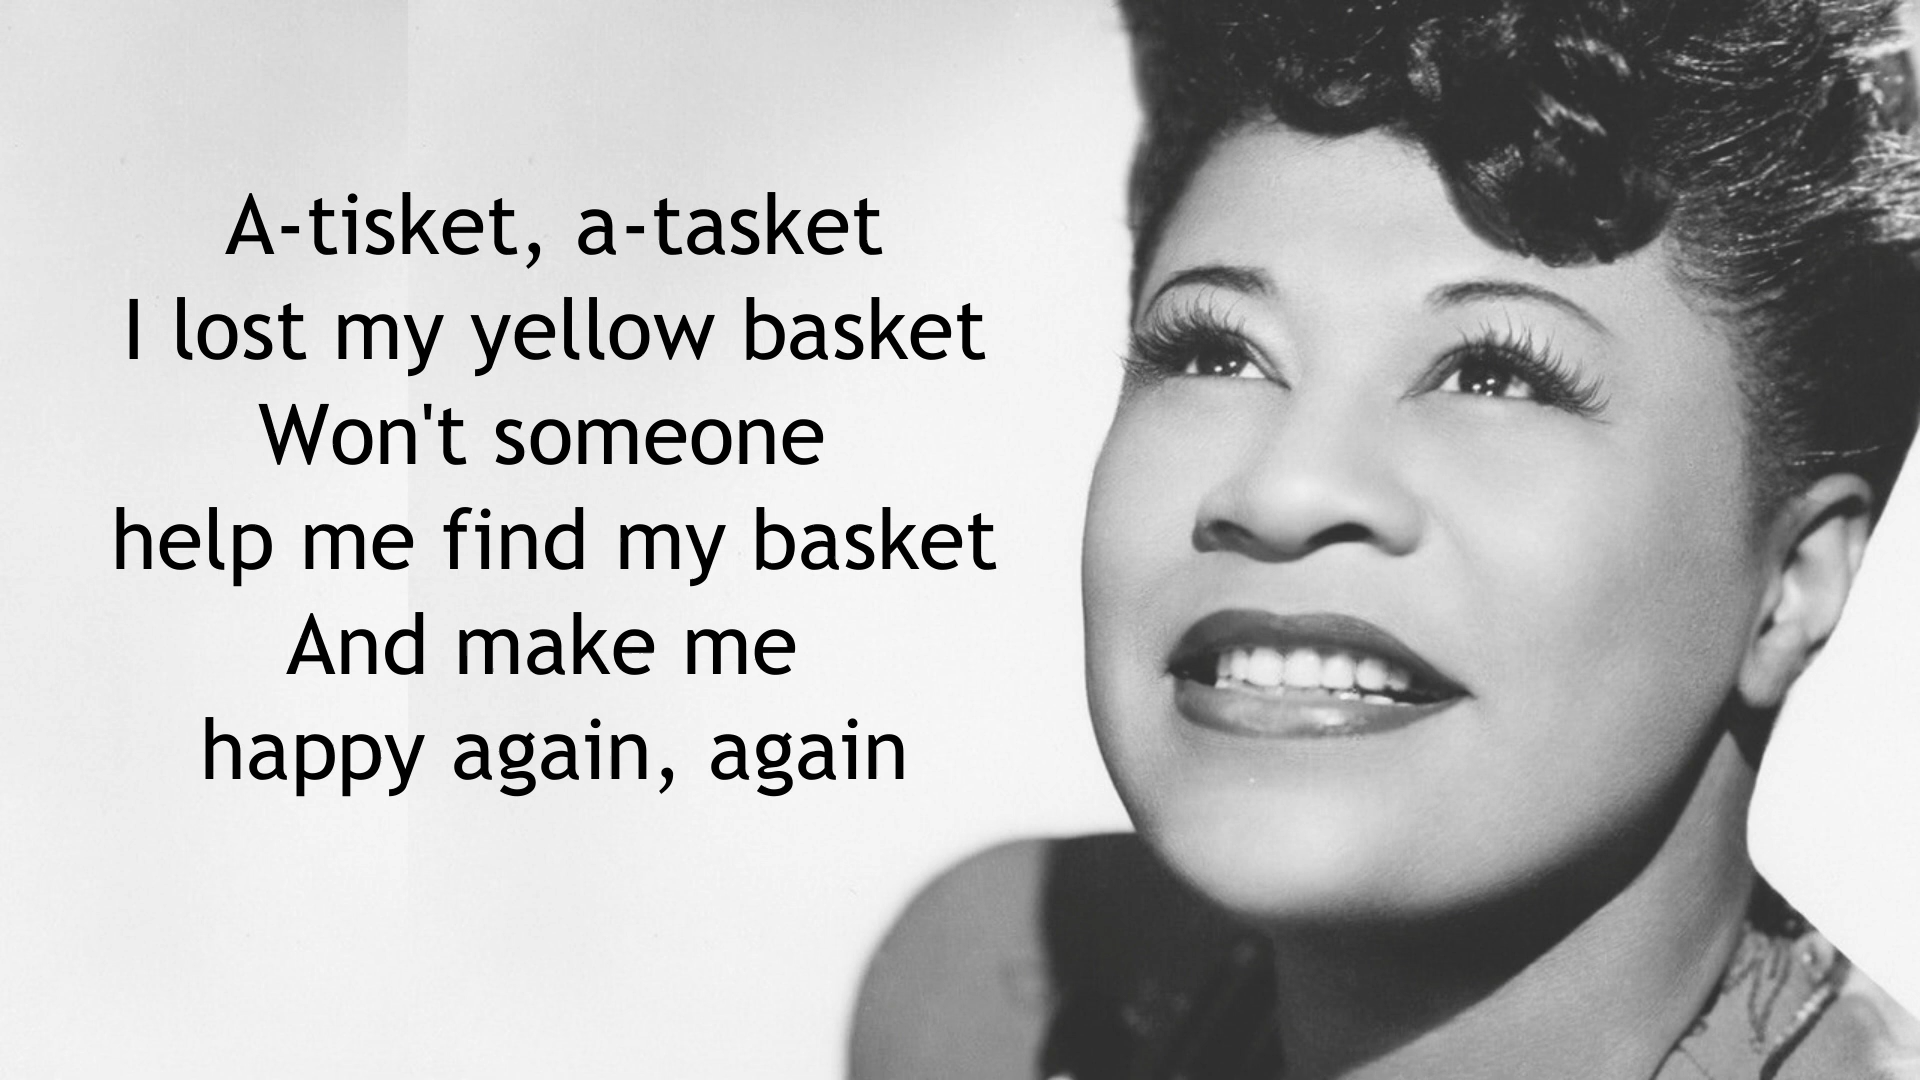 A-tisket, a-tasket
I lost my yellow basket
Won't someone
help me find my basket
And make me
happy again, again